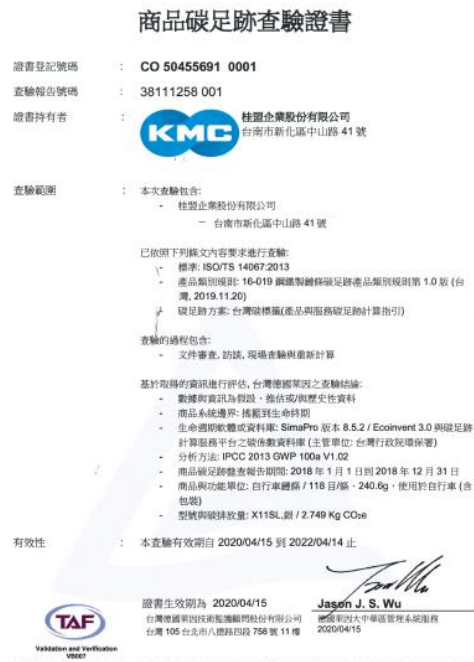 商品碳足跡查驗證書
證書登記號碼 : CO 50455691 0001
查驗報告號碼 : 38111258 001
證書持有者 : KMC 桂盟企業股份有限公司
台南市新化區中山路 41 號
查驗範圍 : 本次查驗包含:
- 桂盟企業股份有限公司
－ 台南市新化區中山路 41 號
已依照下列條文內容要求進行查驗:
- 標準: ISO/TS 14067:2013
- 產品類別規則: 16-019 鋼鐵製鏈條碳足跡產品類別規則第 1.0 版 (台
灣, 2019.11.20)
- 碳足跡方案: 台灣碳標籤(產品與服務碳足跡計算指引)
查驗的過程包含:
- 文件審查, 訪談, 現場查驗與重新計算
基於取得的資訊進行評估, 台灣德國萊因之查驗結論:
- 數據與資訊為假設、推估或/與歷史性資料
- 商品系統邊界: 搖籃到生命終期
- 生命週期軟體或資料庫: SimaPro 版本 8.5.2 / Ecoinvent 3.0 與碳足跡
計算服務平台之碳係數資料庫 (主管單位: 台灣行政院環保署)
- 分析方法: IPCC 2013 GWP 100a V1.02
- 商品碳足跡盤查報告期間: 2018 年 1 月 1 日到 2018 年 12 月 31 日
- 商品與功能單位: 自行車鏈條 / 118 目/條、240.6g，使用於自行車 (含
包裝)
- 型號與碳排放量: X11SL,銀 / 2.749 Kg CO₂e
有效性 : 本查驗有效期自 2020/04/15 到 2022/04/14 止
證書生效期為 2020/04/15
台灣德國萊因技術監護顧問股份有限公司
台灣 105 台北市八德路四段 758 號 11 樓
Jason J. S. Wu
德國萊因大中華區管理系統服務
2020/04/15
TAF
Validation and Verification
VB007